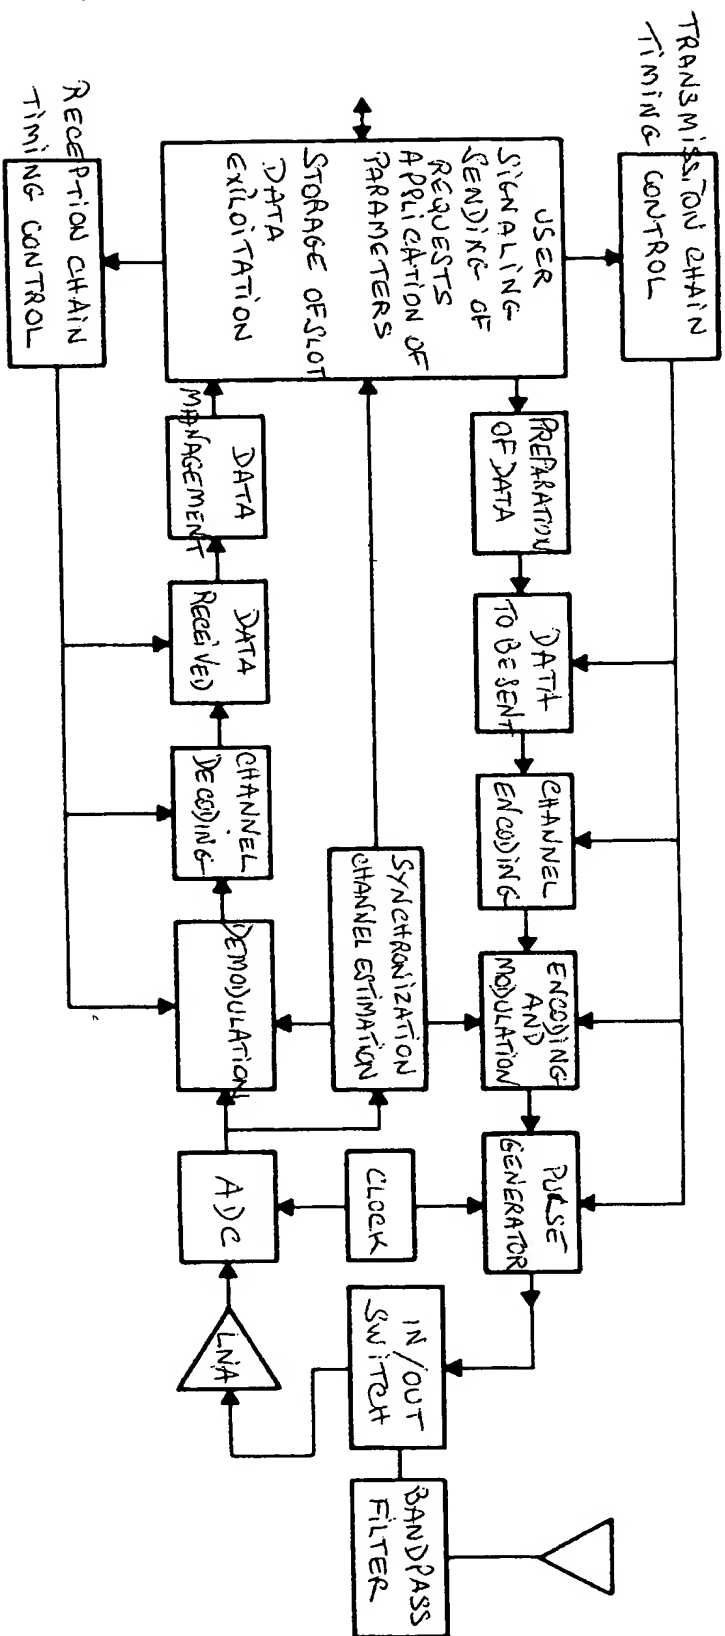 TRANSMISSION CHAIN
TIMING CONTROL
USER
SIGNALING
SENDING OF
REQUESTS
APPLICATION OF
PARAMETERS
STORAGE OF SLOT
DATA
EXILOITATION
RECEPTION CHAIN
TIMING CONTROL
PREPARATION
OF DATA
DATA
TO BE SENT
CHANNEL
ENCODING
ENCODING
AND
MODULATION
PULSE
GENERATOR
SYNCHRONIZATION
CHANNEL ESTIMATION
CLOCK
IN/OUT
SWITCH
BANDPASS
FILTER
DATA
MANAGEMENT
DATA
RECEIVED
CHANNEL
DECODING
DEMODULATION
ADC
LNA